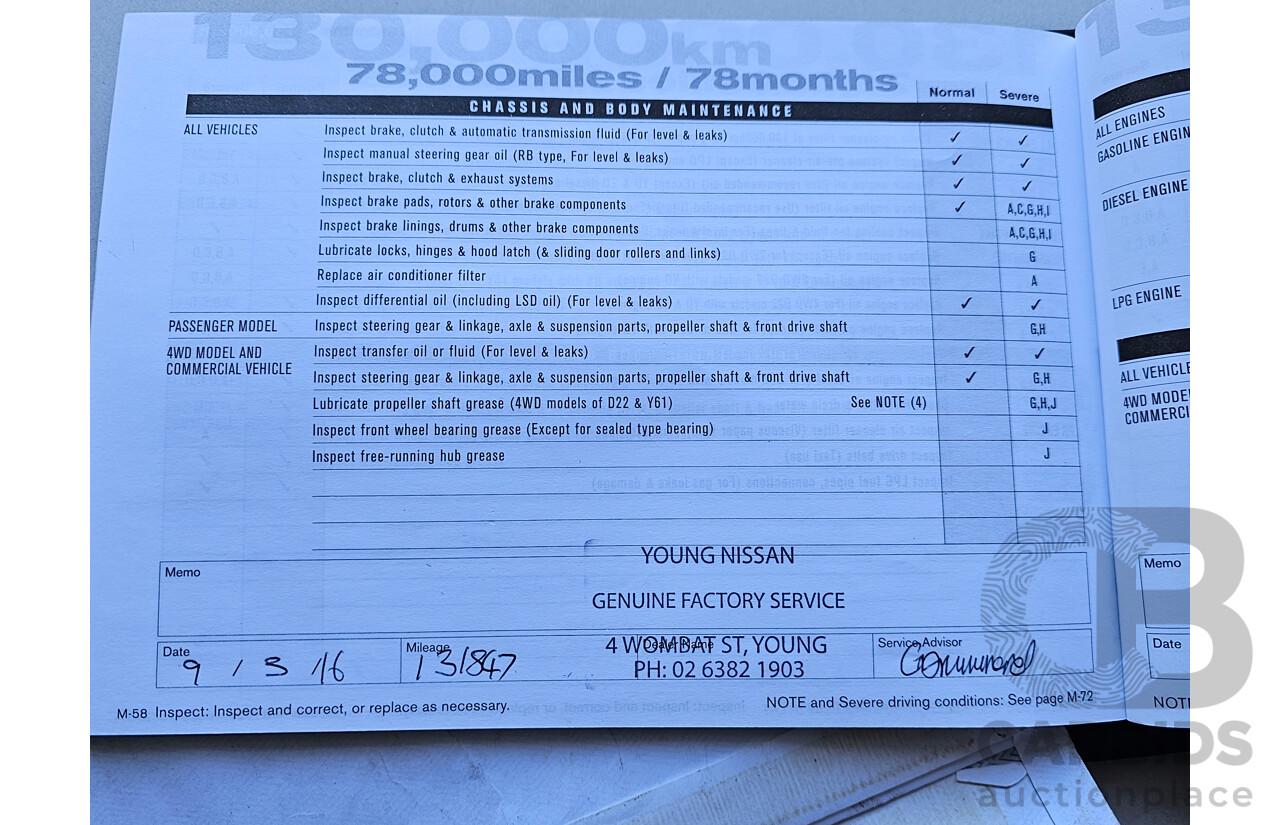 130,000km
78,000miles / 78months
Normal Severe
CHASSIS AND BODY MAINTENANCE
ALL VEHICLES Inspect brake, clutch & automatic transmission fluid (For level & leaks) ✓ ✓
Inspect manual steering gear oil (RB type, For level & leaks) ✓ ✓
Inspect brake, clutch & exhaust systems ✓ ✓
Inspect brake pads, rotors & other brake components ✓ A,C,G,H,I
Inspect brake linings, drums & other brake components A,C,G,H,I
Lubricate locks, hinges & hood latch (& sliding door rollers and links) G
Replace air conditioner filter A
Inspect differential oil (including LSD oil) (For level & leaks) ✓ ✓
PASSENGER MODEL Inspect steering gear & linkage, axle & suspension parts, propeller shaft & front drive shaft G,H
4WD MODEL AND Inspect transfer oil or fluid (For level & leaks) ✓ ✓
COMMERCIAL VEHICLE Inspect steering gear & linkage, axle & suspension parts, propeller shaft & front drive shaft ✓ G,H
Lubricate propeller shaft grease (4WD models of D22 & Y61) See NOTE (4) G,H,J
Inspect front wheel bearing grease (Except for sealed type bearing) J
Inspect free-running hub grease J
Memo
YOUNG NISSAN
GENUINE FACTORY SERVICE
4 WOMBAT ST, YOUNG
PH: 02 6382 1903
Date 9 / 3 /16
Mileage 131847
Dealer Name
Service Advisor
M-58 Inspect: Inspect and correct, or replace as necessary.
NOTE and Severe driving conditions: See page M-72
ALL ENGINES
GASOLINE ENGIN
DIESEL ENGINE
LPG ENGINE
ALL VEHICLE
4WD MODE
COMMERCI
Memo
Date
NOT
CARBIDS
auctionplace